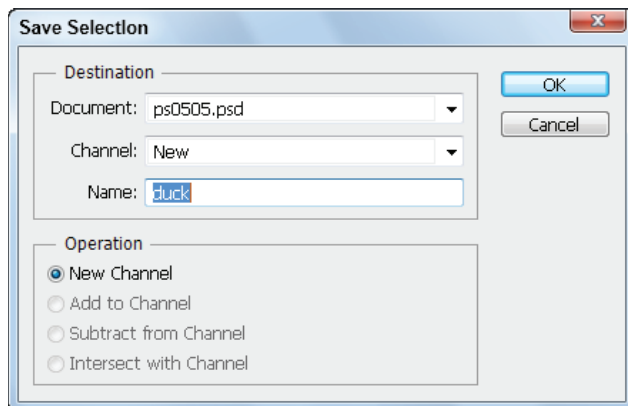 Save Selection
Destination
Document: ps0505.psd
Channel: New
Name: duck
OK
Cancel
Operation
New Channel
Add to Channel
Subtract from Channel
Intersect with Channel